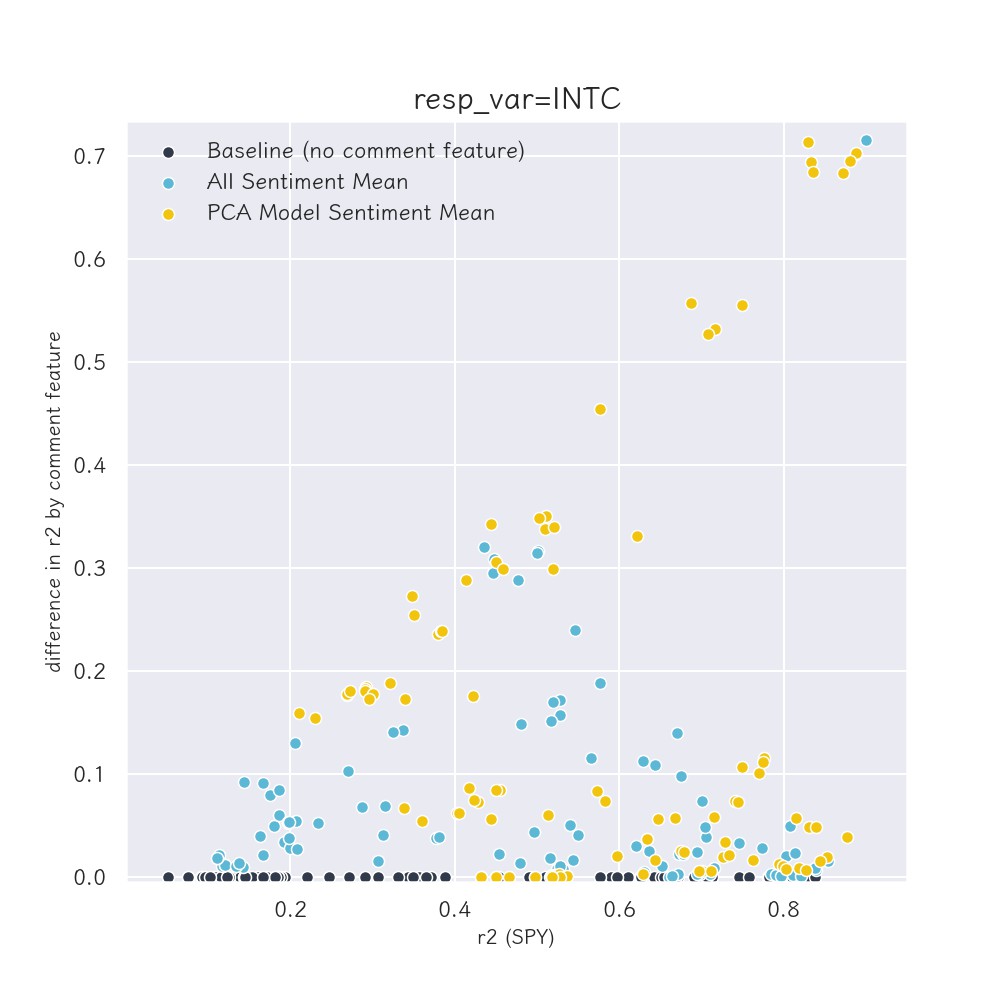 resp_var=INTC
Baseline (no comment feature)
All Sentiment Mean
PCA Model Sentiment Mean
0.7
0.6
0.5
0.4
0.3
0.2
0.1
0.0
difference in r2 by comment feature
0.2 0.4 0.6 0.8
r2 (SPY)